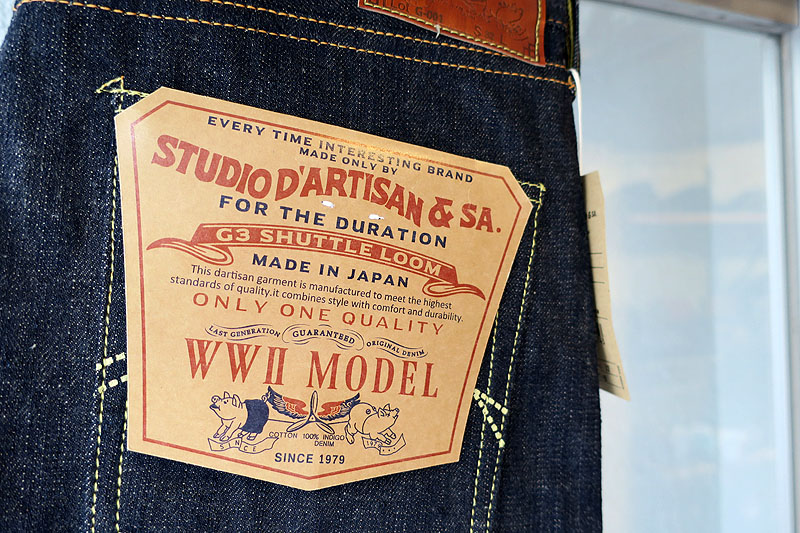 EVERY TIME INTERESTING BRAND
MADE ONLY BY
STUDIO D'ARTISAN & SA.
FOR THE DURATION
G3 SHUTTLE LOOM
MADE IN JAPAN
This dartisan garment is manufactured to meet the highest
standards of quality.it combines style with comfort and durability.
ONLY ONE QUALITY
LAST GENERATION GUARANTEED ORIGINAL DENIM
WWII MODEL
COTTON 100% INDIGO
DENIM
SINCE
SINCE 1979